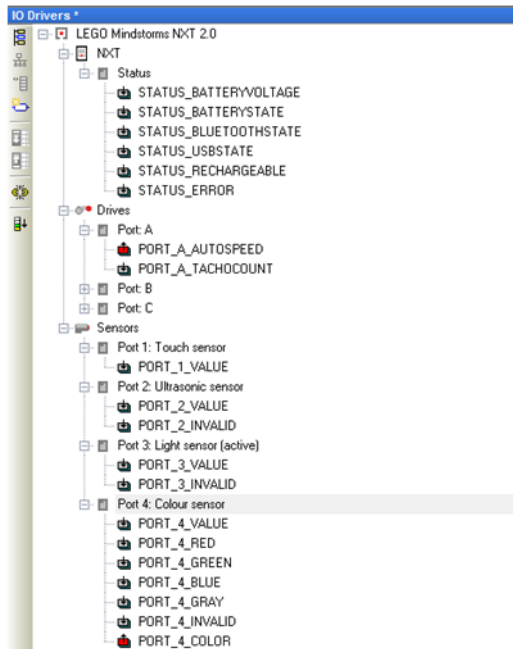 IO Drivers *
LEGO Mindstorms NXT 2.0
NXT
Status
STATUS_BATTERYVOLTAGE
STATUS_BATTERYSTATE
STATUS_BLUETOOTHSTATE
STATUS_USBSTATE
STATUS_RECHARGEABLE
STATUS_ERROR
Drives
Port: A
PORT_A_AUTOSPEED
PORT_A_TACHOCOUNT
Port: B
Port: C
Sensors
Port 1: Touch sensor
PORT_1_VALUE
Port 2: Ultrasonic sensor
PORT_2_VALUE
PORT_2_INVALID
Port 3: Light sensor (active)
PORT_3_VALUE
PORT_3_INVALID
Port 4: Colour sensor
PORT_4_VALUE
PORT_4_RED
PORT_4_GREEN
PORT_4_BLUE
PORT_4_GRAY
PORT_4_INVALID
PORT_4_COLOR